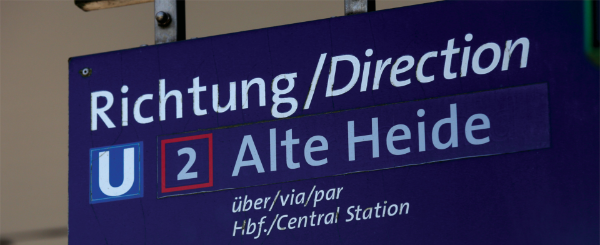 Richtung/Direction
U 2 Alte Heide
über/via/par
Hbf./Central Station